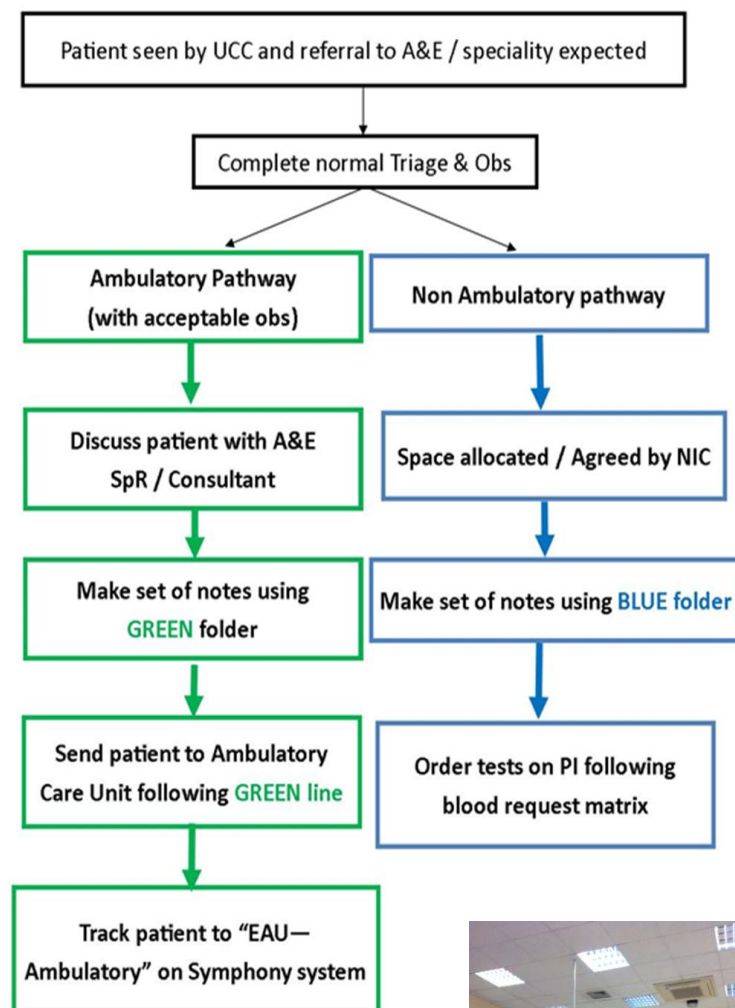 Patient seen by UCC and referral to A&E / speciality expected
Complete normal Triage & Obs
Ambulatory Pathway
(with acceptable obs)
Discuss patient with A&E
SpR / Consultant
Make set of notes using
GREEN folder
Send patient to Ambulatory
Care Unit following GREEN line
Track patient to “EAU—
Ambulatory” on Symphony system
Non Ambulatory pathway
Space allocated / Agreed by NIC
Make set of notes using BLUE folder
Order tests on PI following
blood request matrix